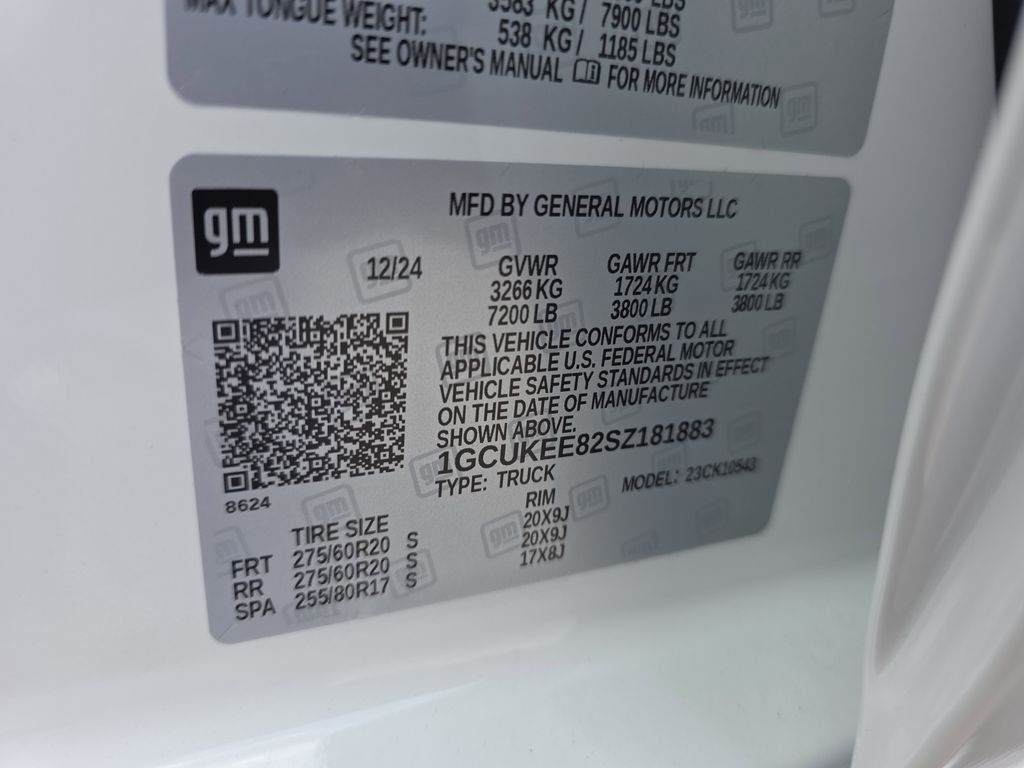 MAX TONGUE WEIGHT:
3583 KG / 7900 LBS
538 KG / 1185 LBS
SEE OWNER'S MANUAL FOR MORE INFORMATION
gm
MFD BY GENERAL MOTORS LLC
12/24
GVWR GAWR FRT GAWR RR
3266 KG 1724 KG 1724 KG
7200 LB 3800 LB 3800 LB
THIS VEHICLE CONFORMS TO ALL
APPLICABLE U.S. FEDERAL MOTOR
VEHICLE SAFETY STANDARDS IN EFFECT
ON THE DATE OF MANUFACTURE
SHOWN ABOVE.
1GCUKEE82SZ181883
TYPE: TRUCK MODEL: 23CK10543
8624
TIRE SIZE RIM
FRT 275/60R20 S 20X9J
RR 275/60R20 S 20X9J
SPA 255/80R17 S 17X8J